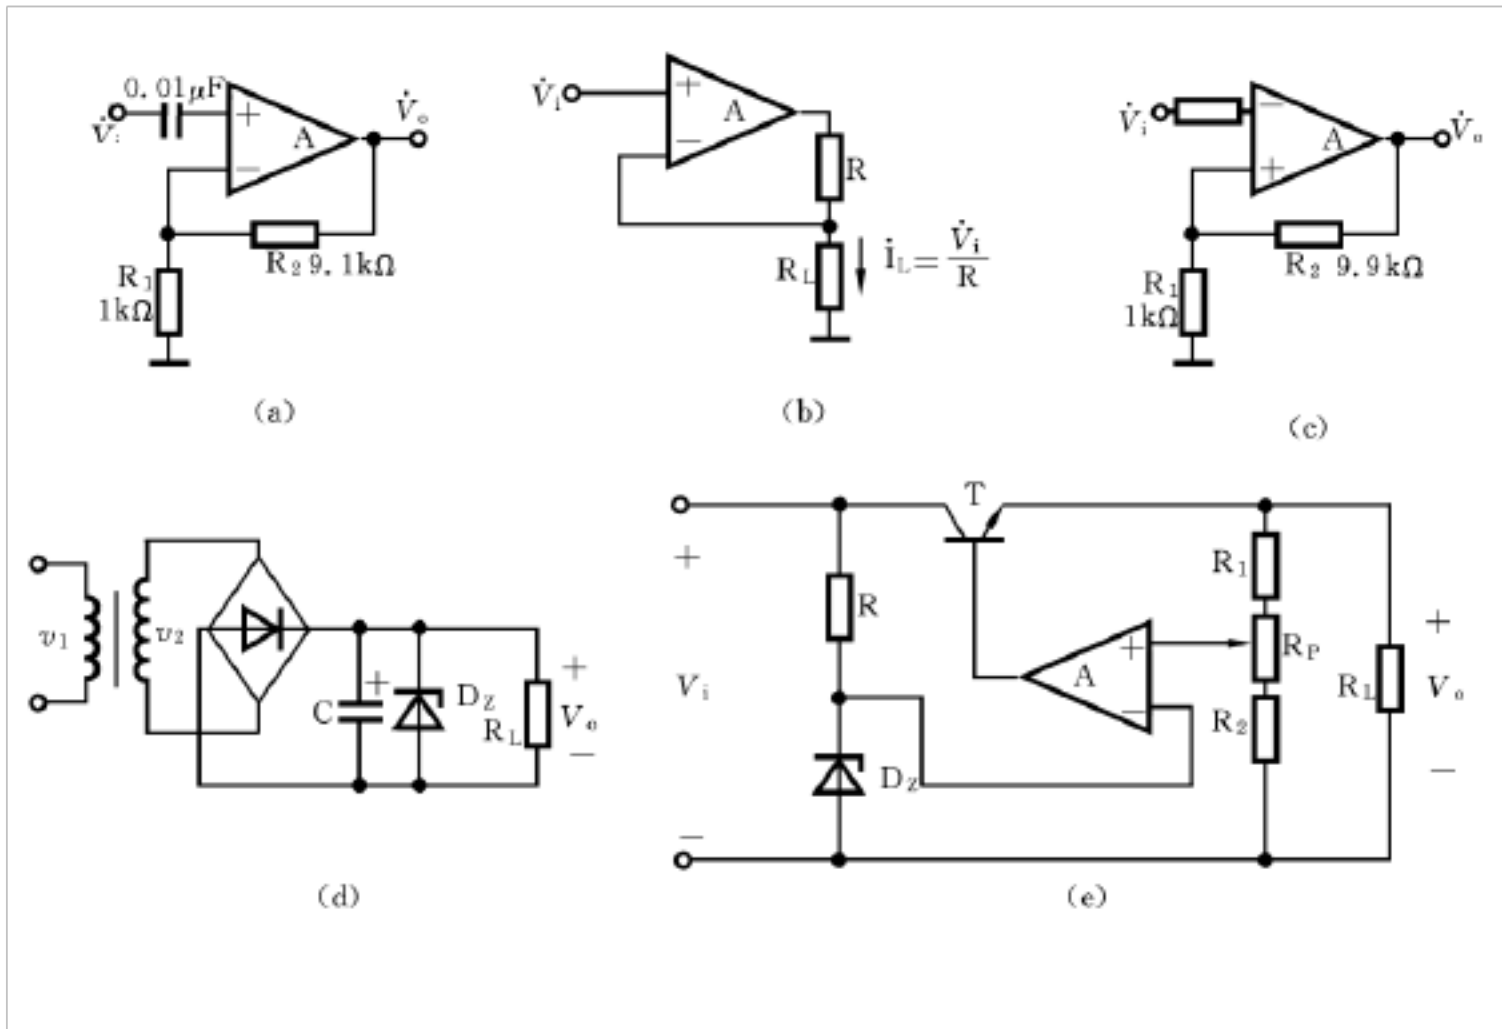 0.01μF
V̇i
+
A
−
V̇o
R2 9.1kΩ
R1
1kΩ
(a)
V̇i
+
A
−
R
RL
İL=V̇i/R
(b)
V̇i
−
A
+
V̇o
R2 9.9kΩ
R1
1kΩ
(c)
v1
v2
+
C
DZ
RL
+
Vo
−
(d)
T
+
R
Vi
DZ
−
+
A
−
R1
RP
R2
RL
+
Vo
−
(e)